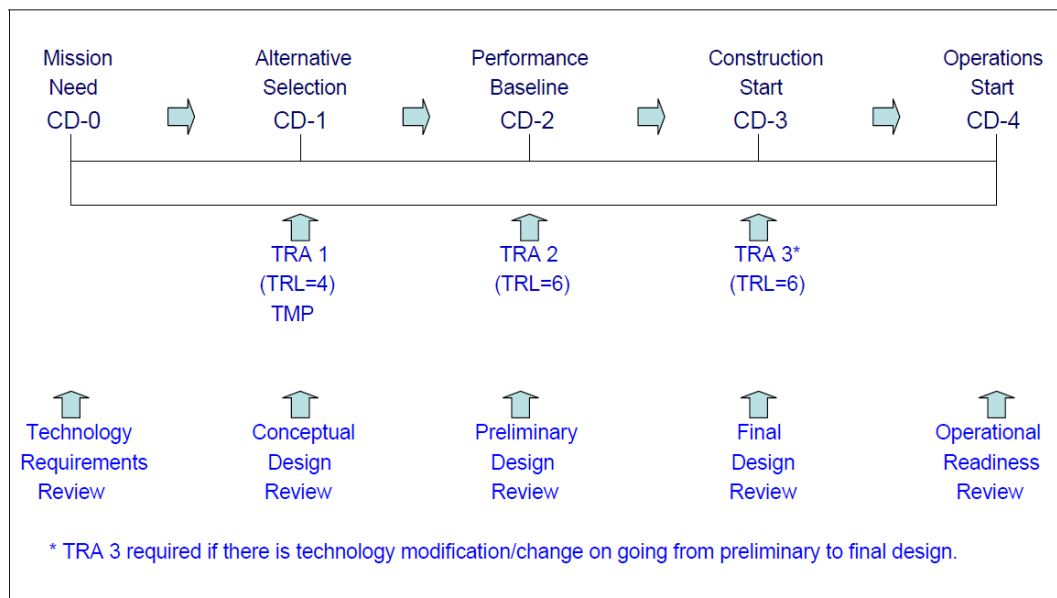 Mission
Need
CD-0
Alternative
Selection
CD-1
Performance
Baseline
CD-2
Construction
Start
CD-3
Operations
Start
CD-4
TRA 1
(TRL=4)
TMP
TRA 2
(TRL=6)
TRA 3*
(TRL=6)
Technology
Requirements
Review
Conceptual
Design
Review
Preliminary
Design
Review
Final
Design
Review
Operational
Readiness
Review
* TRA 3 required if there is technology modification/change on going from preliminary to final design.